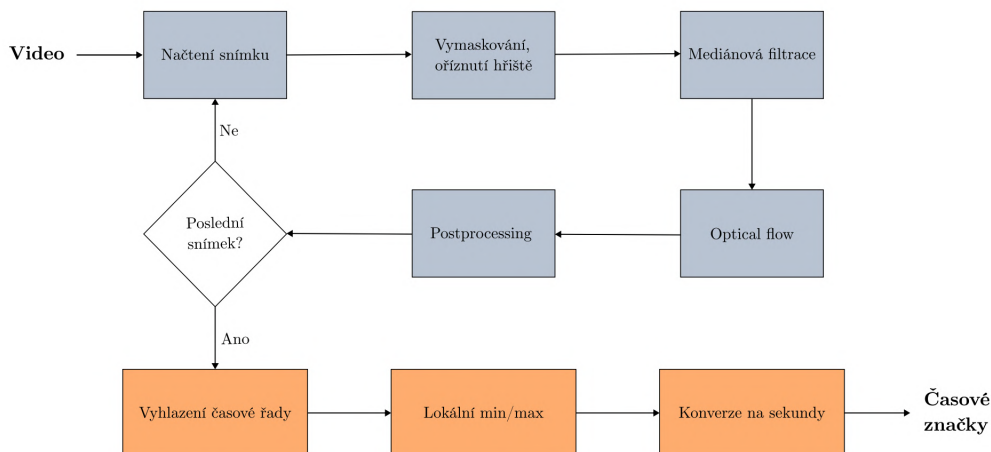 Video
Načtení snímku
Vymaskování,
oříznutí hřiště
Mediánová filtrace
Ne
Poslední
snímek?
Postprocessing
Optical flow
Ano
Vyhlazení časové řady
Lokální min/max
Konverze na sekundy
Časové
značky